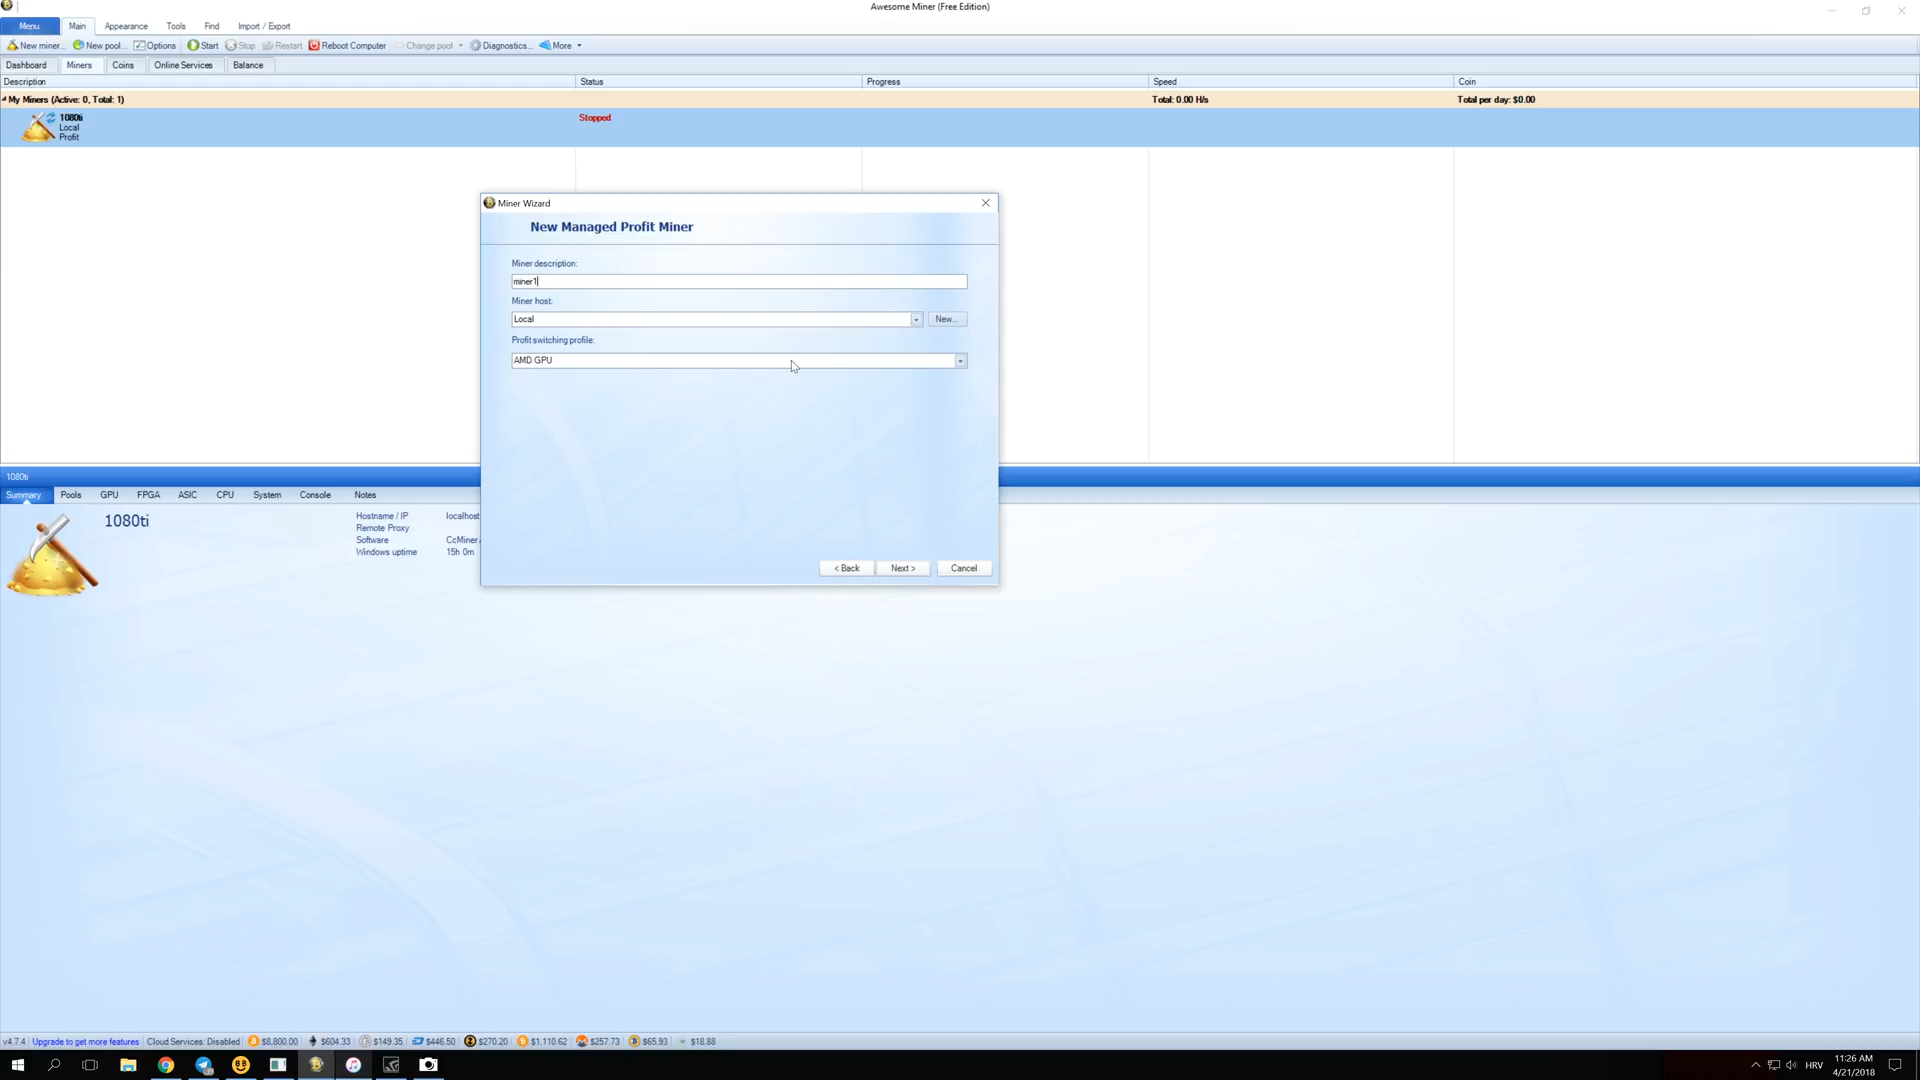 Awesome Miner (Free Edition)
Menu Main Appearance Tools Find Import / Export
New miner... New pool... Options Start Stop Restart Reboot Computer Change pool Diagnostics... More
Dashboard Miners Coins Online Services Balance
Description Status Progress Speed Coin
My Miners (Active: 0, Total: 1) Total: 0.00 H/s Total per day: $0.00
1080ti Stopped
Local
Profit
Miner Wizard
New Managed Profit Miner
Miner description:
miner1
Miner host:
Local New...
Profit switching profile:
AMD GPU
< Back Next > Cancel
1080ti
Summary Pools GPU FPGA ASIC CPU System Console Notes
1080ti
Hostname / IP localhost
Remote Proxy
Software CcMiner
Windows uptime 15h 0m
v4.7.4 Upgrade to get more features Cloud Services: Disabled $8,800.00 $604.33 $149.35 $446.50 $270.20 $1,110.62 $257.73 $65.93 $18.88
HRV 11:26 AM
4/21/2018